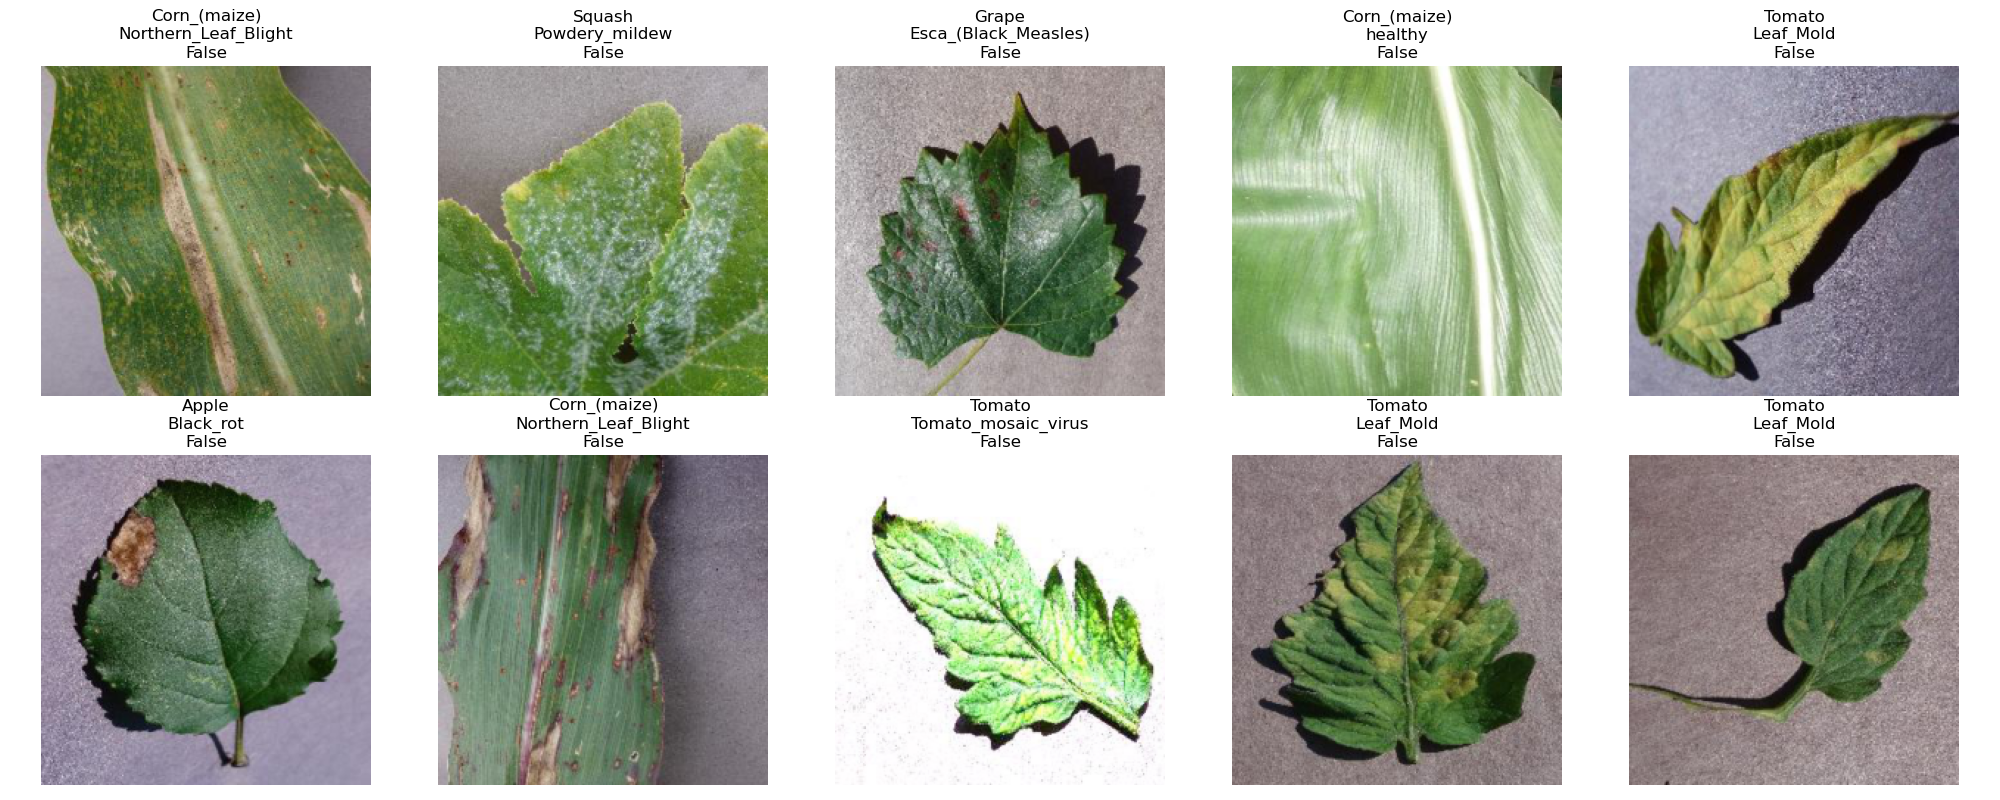 Corn_(maize)
Northern_Leaf_Blight
False
Squash
Powdery_mildew
False
Grape
Esca_(Black_Measles)
False
Corn_(maize)
healthy
False
Tomato
Leaf_Mold
False
Apple
Black_rot
False
Corn_(maize)
Northern_Leaf_Blight
False
Tomato
Tomato_mosaic_virus
False
Tomato
Leaf_Mold
False
Tomato
Leaf_Mold
False